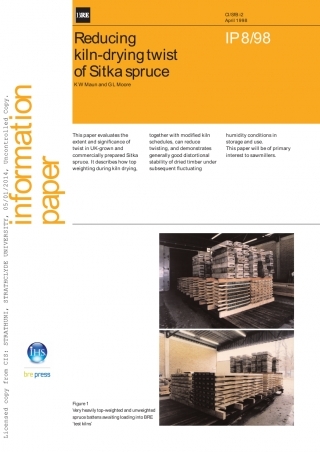 BRE
CI/SfB i2
April 1998
Reducing
kiln-drying twist
of Sitka spruce
K W Maun and G L Moore
IP 8/98
information
paper
This paper evaluates the
extent and significance of
twist in UK-grown and
commercially prepared Sitka
spruce. It describes how top
weighting during kiln drying,
together with modified kiln
schedules, can reduce
twisting, and demonstrates
generally good distortional
stability of dried timber under
subsequent fluctuating
humidity conditions in
storage and use.
This paper will be of primary
interest to sawmillers.
IHS
bre press
Figure 1
Very heavily top-weighted and unweighted
spruce battens awaiting loading into BRE
'test kilns'
Licensed copy from CIS: STRATHUNI, STRATHCLYDE UNIVERSITY, 05/01/2014, Uncontrolled Copy.